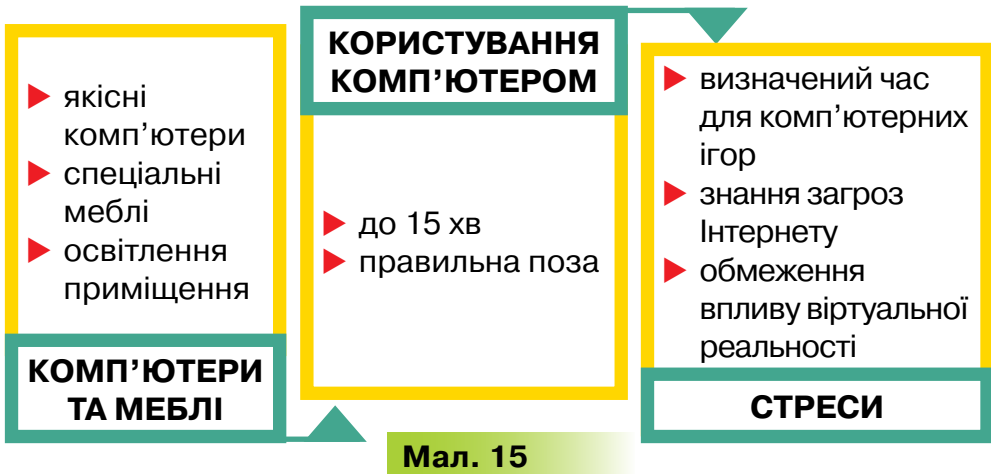 якісні
комп’ютери
спеціальні
меблі
освітлення
приміщення
КОМП’ЮТЕРИ
ТА МЕБЛІ
КОРИСТУВАННЯ
КОМП’ЮТЕРОМ
до 15 хв
правильна поза
визначений час
для комп’ютерних
ігор
знання загроз
Інтернету
обмеження
впливу віртуальної
реальності
СТРЕСИ
Мал. 15